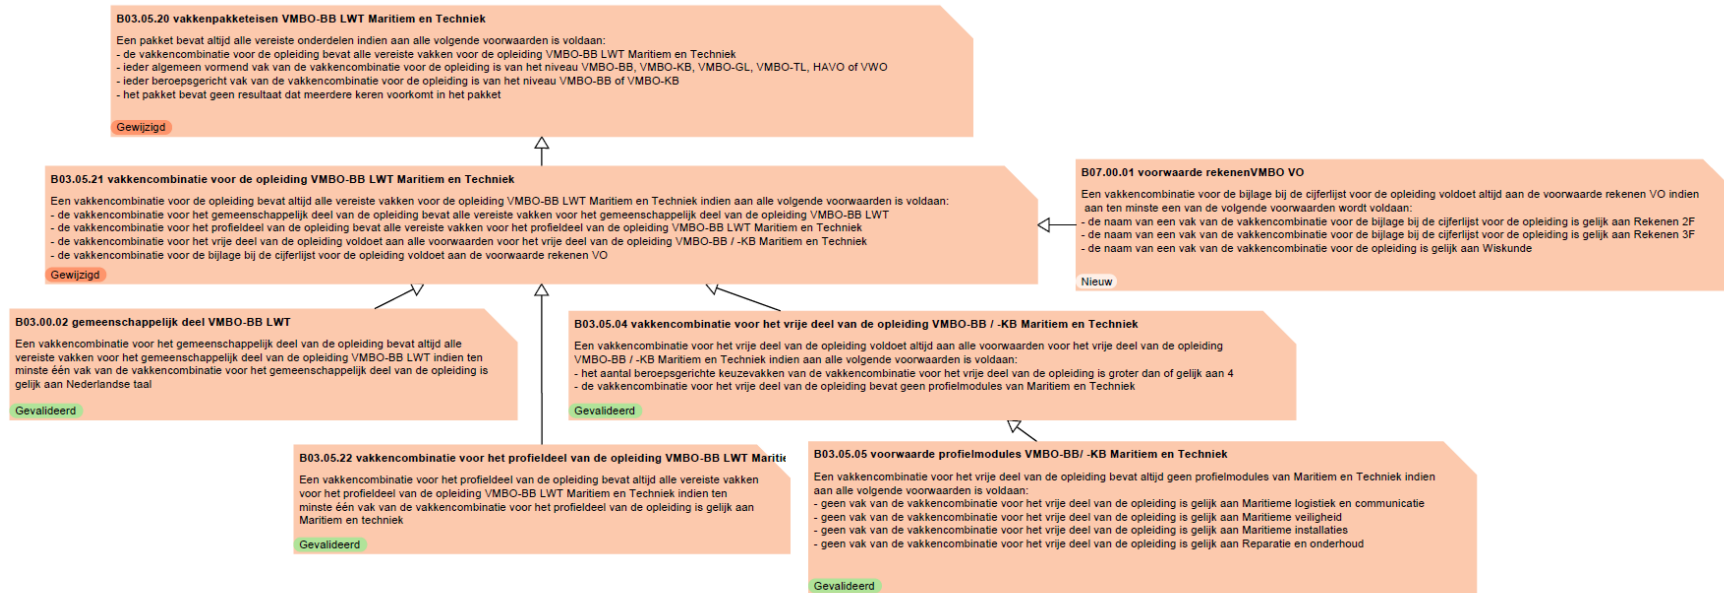 B03.05.20 vakkenpakketeisen VMBO-BB LWT Maritiem en Techniek
Een pakket bevat altijd alle vereiste onderdelen indien aan alle volgende voorwaarden is voldaan:
- de vakkencombinatie voor de opleiding bevat alle vereiste vakken voor de opleiding VMBO-BB LWT Maritiem en Techniek
- ieder algemeen vormend vak van de vakkencombinatie voor de opleiding is van het niveau VMBO-BB, VMBO-KB, VMBO-GL, VMBO-TL, HAVO of VWO
- ieder beroepsgericht vak van de vakkencombinatie voor de opleiding is van het niveau VMBO-BB of VMBO-KB
- het pakket bevat geen resultaat dat meerdere keren voorkomt in het pakket
Gewijzigd
B03.05.21 vakkencombinatie voor de opleiding VMBO-BB LWT Maritiem en Techniek
Een vakkencombinatie voor de opleiding bevat altijd alle vereiste vakken voor de opleiding VMBO-BB LWT Maritiem en Techniek indien aan alle volgende voorwaarden is voldaan:
- de vakkencombinatie voor het gemeenschappelijk deel van de opleiding bevat alle vereiste vakken voor het gemeenschappelijk deel van de opleiding VMBO-BB LWT
- de vakkencombinatie voor het profieldeel van de opleiding bevat alle vereiste vakken voor het profieldeel van de opleiding VMBO-BB LWT Maritiem en Techniek
- de vakkencombinatie voor het vrije deel van de opleiding voldoet aan alle voorwaarden voor het vrije deel van de opleiding VMBO-BB / -KB Maritiem en Techniek
- de vakkencombinatie voor de bijlage bij de cijferlijst voor de opleiding voldoet aan de voorwaarde rekenen VO
Gewijzigd
B07.00.01 voorwaarde rekenenVMBO VO
Een vakkencombinatie voor de bijlage bij de cijferlijst voor de opleiding voldoet altijd aan de voorwaarde rekenen VO indien
aan ten minste een van de volgende voorwaarden wordt voldaan:
- de naam van een vak van de vakkencombinatie voor de bijlage bij de cijferlijst voor de opleiding is gelijk aan Rekenen 2F
- de naam van een vak van de vakkencombinatie voor de bijlage bij de cijferlijst voor de opleiding is gelijk aan Rekenen 3F
- de naam van een vak van de vakkencombinatie voor de opleiding is gelijk aan Wiskunde
Nieuw
B03.00.02 gemeenschappelijk deel VMBO-BB LWT
Een vakkencombinatie voor het gemeenschappelijk deel van de opleiding bevat altijd alle
vereiste vakken voor het gemeenschappelijk deel van de opleiding VMBO-BB LWT indien ten
minste één vak van de vakkencombinatie voor het gemeenschappelijk deel van de opleiding is
gelijk aan Nederlandse taal
Gevalideerd
B03.05.04 vakkencombinatie voor het vrije deel van de opleiding VMBO-BB / -KB Maritiem en Techniek
Een vakkencombinatie voor het vrije deel van de opleiding voldoet altijd aan alle voorwaarden voor het vrije deel van de opleiding
VMBO-BB / -KB Maritiem en Techniek indien aan alle volgende voorwaarden is voldaan:
- het aantal beroepsgerichte keuzevakken van de vakkencombinatie voor het vrije deel van de opleiding is groter dan of gelijk aan 4
- de vakkencombinatie voor het vrije deel van de opleiding bevat geen profielmodules van Maritiem en Techniek
Gevalideerd
B03.05.22 vakkencombinatie voor het profieldeel van de opleiding VMBO-BB LWT Maritie
Een vakkencombinatie voor het profieldeel van de opleiding bevat altijd alle vereiste vakken
voor het profieldeel van de opleiding VMBO-BB LWT Maritiem en Techniek indien ten
minste één vak van de vakkencombinatie voor het profieldeel van de opleiding is gelijk aan
Maritiem en techniek
Gevalideerd
B03.05.05 voorwaarde profielmodules VMBO-BB/ -KB Maritiem en Techniek
Een vakkencombinatie voor het vrije deel van de opleiding bevat altijd geen profielmodules van Maritiem en Techniek indien
aan alle volgende voorwaarden is voldaan:
- geen vak van de vakkencombinatie voor het vrije deel van de opleiding is gelijk aan Maritieme logistiek en communicatie
- geen vak van de vakkencombinatie voor het vrije deel van de opleiding is gelijk aan Maritieme veiligheid
- geen vak van de vakkencombinatie voor het vrije deel van de opleiding is gelijk aan Maritieme installaties
- geen vak van de vakkencombinatie voor het vrije deel van de opleiding is gelijk aan Reparatie en onderhoud
Gevalideerd